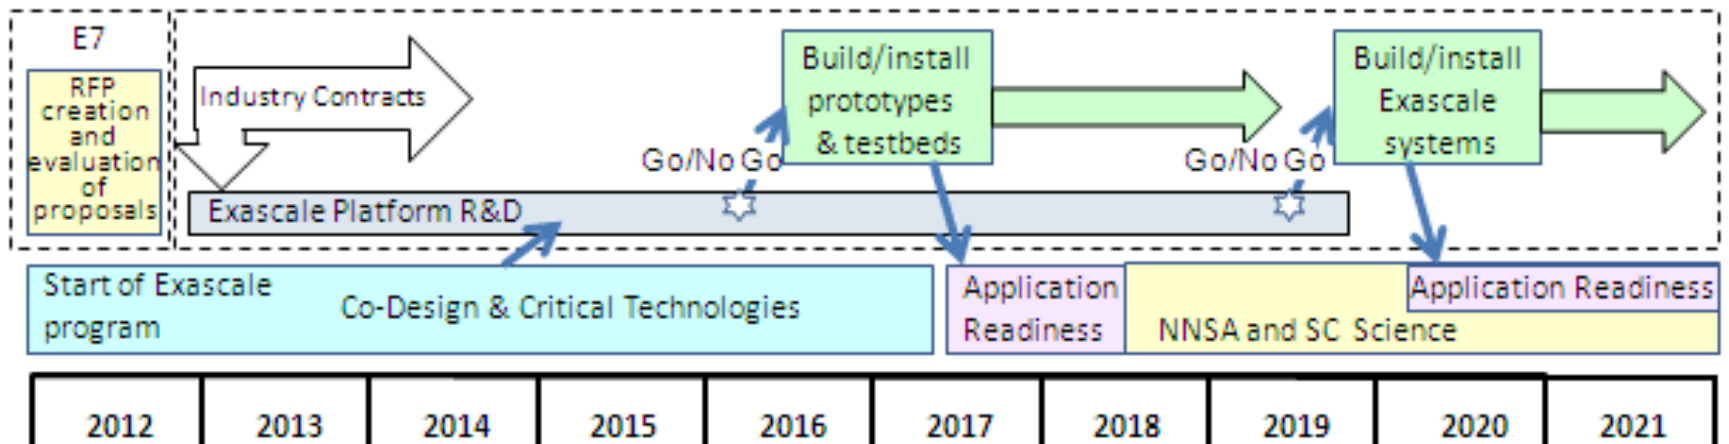 E7
RFP
creation
and
evaluation
of
proposals
Industry Contracts
Exascale Platform R&D
Go/No Go
Build/install
prototypes
& testbeds
Go/No Go
Build/install
Exascale
systems
Start of Exascale
program
Co-Design & Critical Technologies
Application
Readiness
NNSA and SC Science
Application Readiness
2012
2013
2014
2015
2016
2017
2018
2019
2020
2021